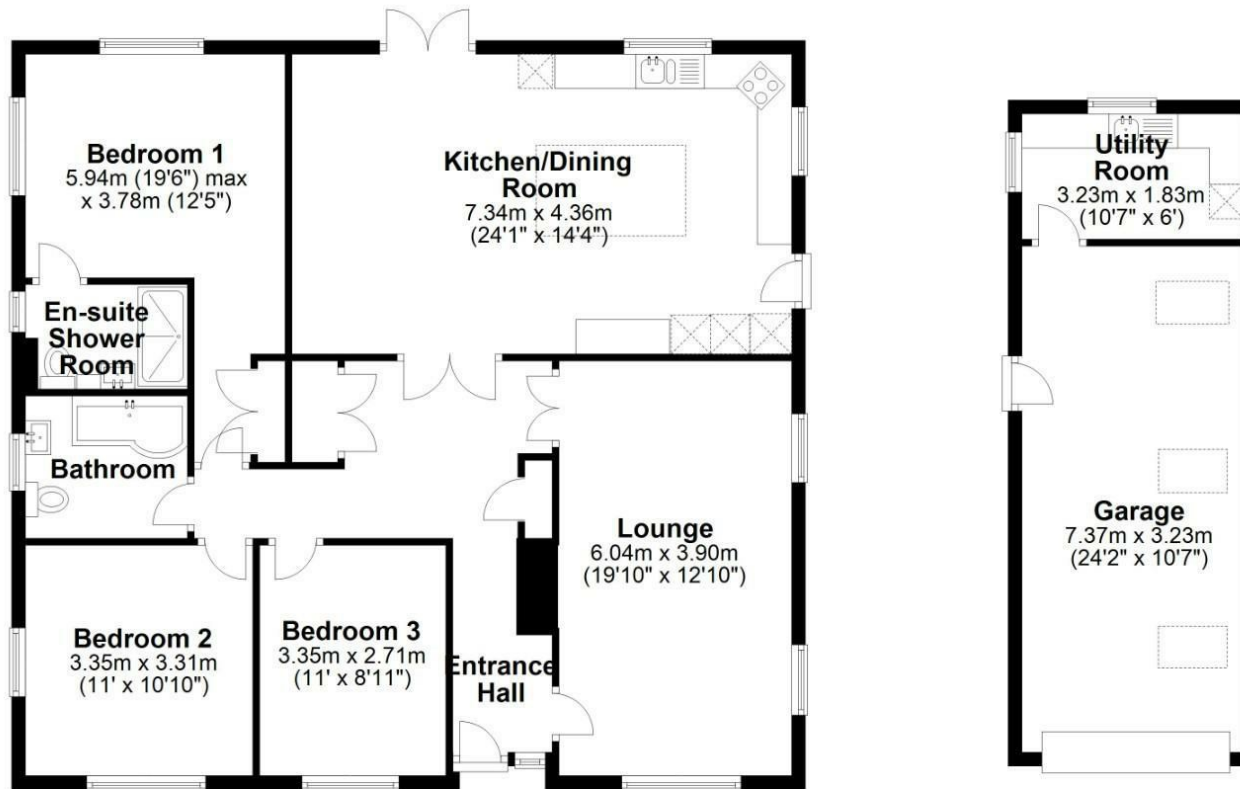 Bedroom 1
5.94m (19'6") max
x 3.78m (12'5")
Kitchen/Dining
Room
7.34m x 4.36m
(24'1" x 14'4")
Utility
Room
3.23m x 1.83m
(10'7" x 6')
En-suite
Shower
Room
Bathroom
Lounge
6.04m x 3.90m
(19'10" x 12'10")
Garage
7.37m x 3.23m
(24'2" x 10'7")
Bedroom 2
3.35m x 3.31m
(11' x 10'10")
Bedroom 3
3.35m x 2.71m
(11' x 8'11")
Entrance
Hall